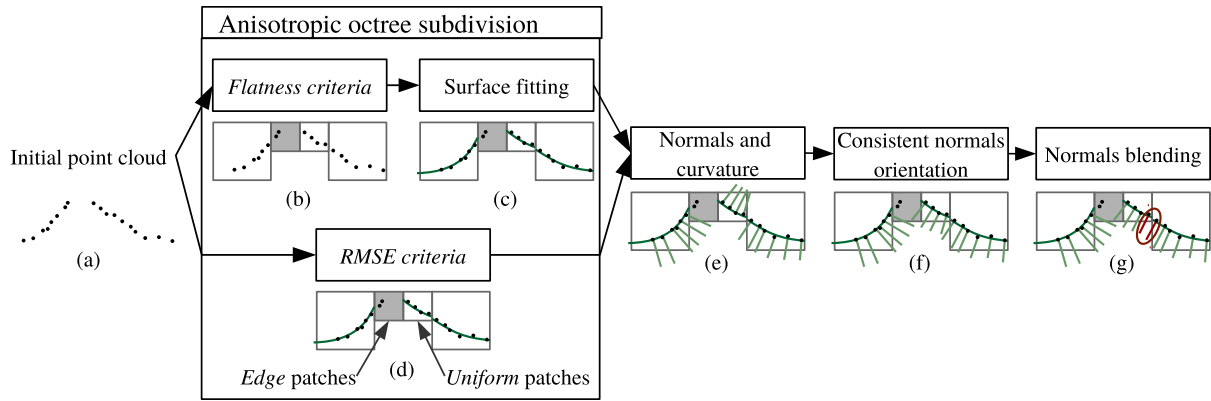 Anisotropic octree subdivision
Flatness criteria
Surface fitting
Initial point cloud
(a)
(b)
(c)
RMSE criteria
(d)
Edge patches
Uniform patches
Normals and
curvature
(e)
Consistent normals
orientation
(f)
Normals blending
(g)